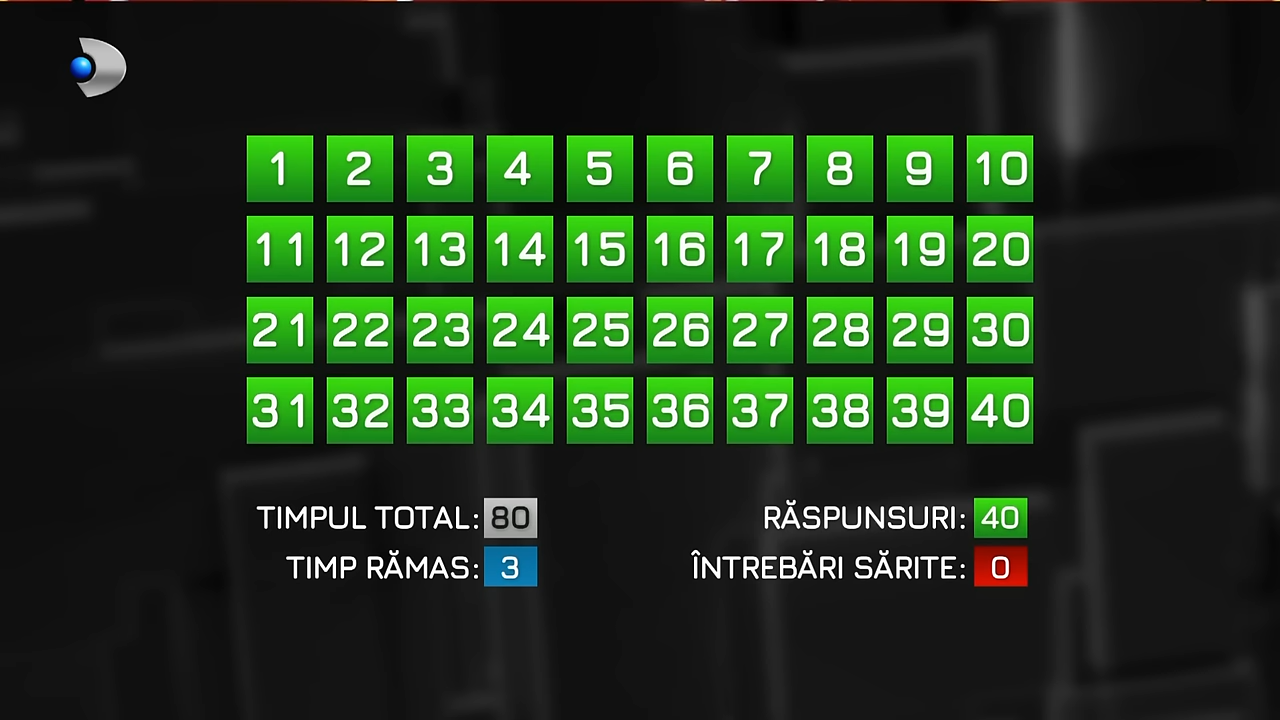 1 2 3 4 5 6 7 8 9 10
11 12 13 14 15 16 17 18 19 20
21 22 23 24 25 26 27 28 29 30
31 32 33 34 35 36 37 38 39 40
TIMPUL TOTAL: 80
TIMP RĂMAS: 3
RĂSPUNSURI: 40
ÎNTREBĂRI SĂRITE: 0